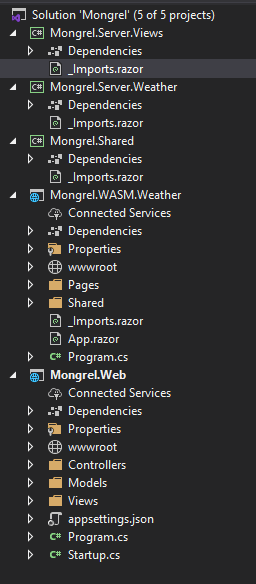 Solution 'Mongrel' (5 of 5 projects)
C# Mongrel.Server.Views
Dependencies
_Imports.razor
C# Mongrel.Server.Weather
Dependencies
_Imports.razor
C# Mongrel.Shared
Dependencies
_Imports.razor
Mongrel.WASM.Weather
Connected Services
Dependencies
Properties
wwwroot
Pages
Shared
_Imports.razor
App.razor
C# Program.cs
Mongrel.Web
Connected Services
Dependencies
Properties
wwwroot
Controllers
Models
Views
appsettings.json
C# Program.cs
C# Startup.cs